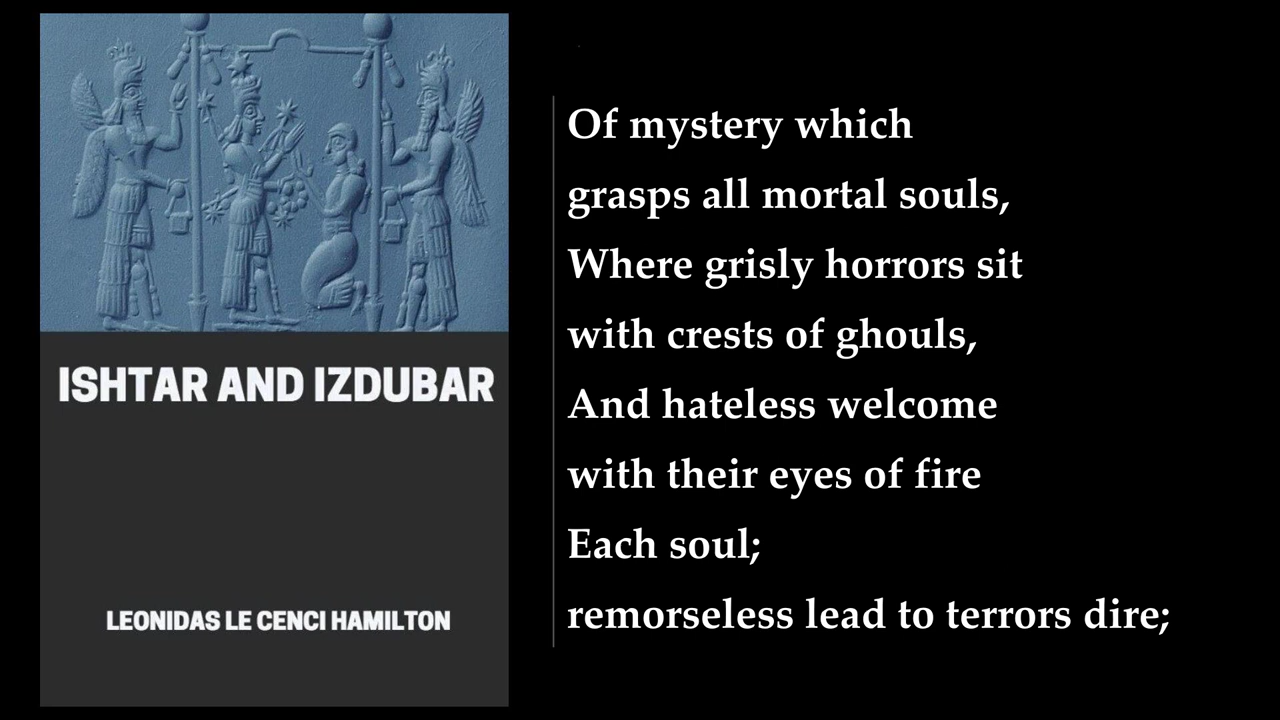 ISHTAR AND IZDUBAR
LEONIDAS LE CENCI HAMILTON
Of mystery which
grasps all mortal souls,
Where grisly horrors sit
with crests of ghouls,
And hateless welcome
with their eyes of fire
Each soul;
remorseless lead to terrors dire;